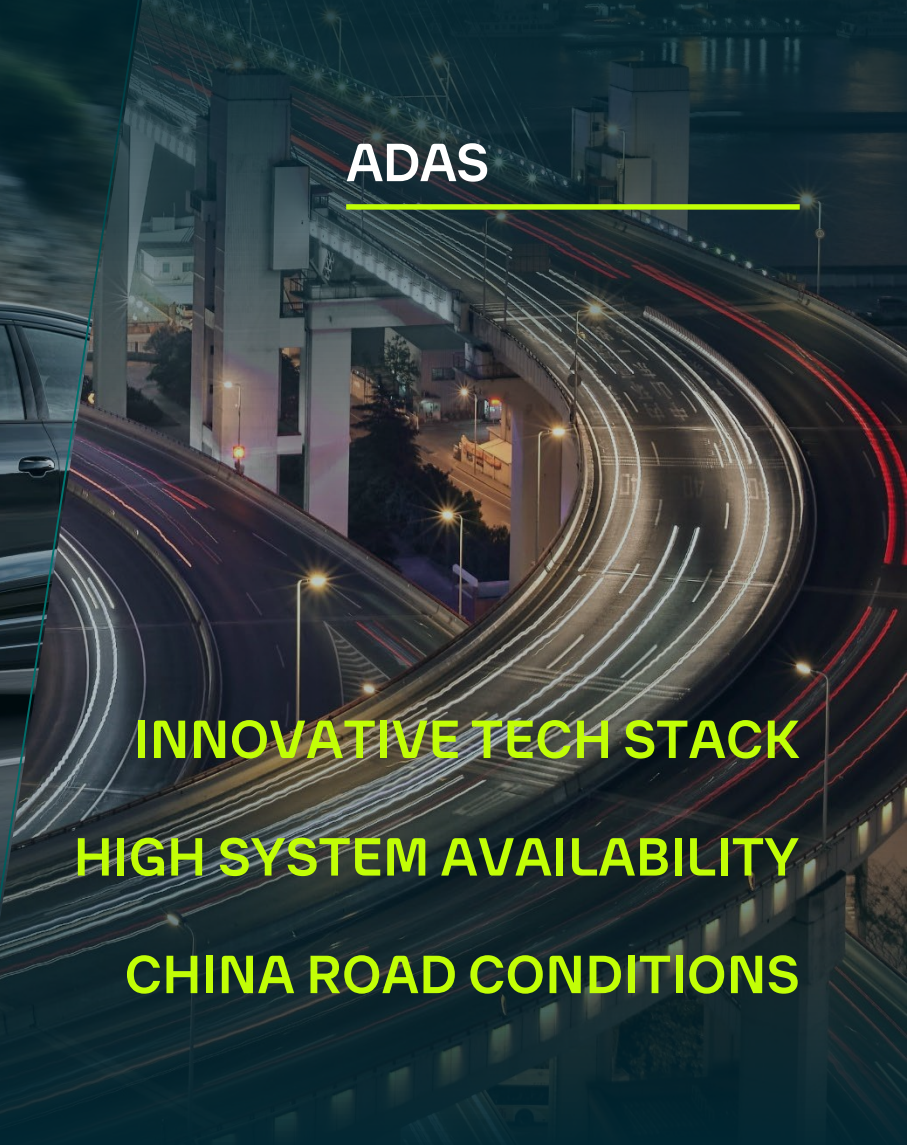 ADAS
INNOVATIVE TECH STACK
HIGH SYSTEM AVAILABILITY
CHINA ROAD CONDITIONS